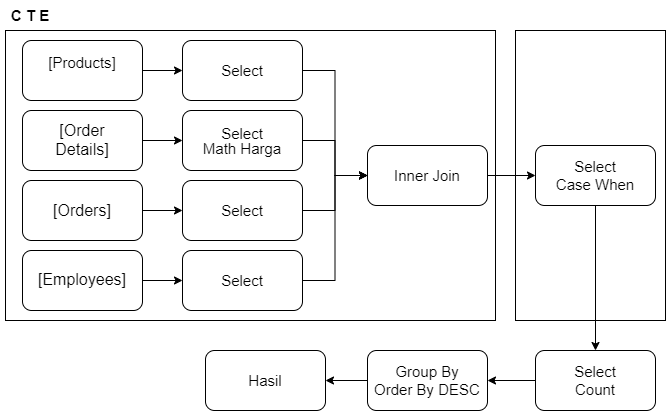 C T E
[Products]
Select
[Order
Details]
Select
Math Harga
Inner Join
Select
Case When
[Orders]
Select
[Employees]
Select
Hasil
Group By
Order By DESC
Select
Count